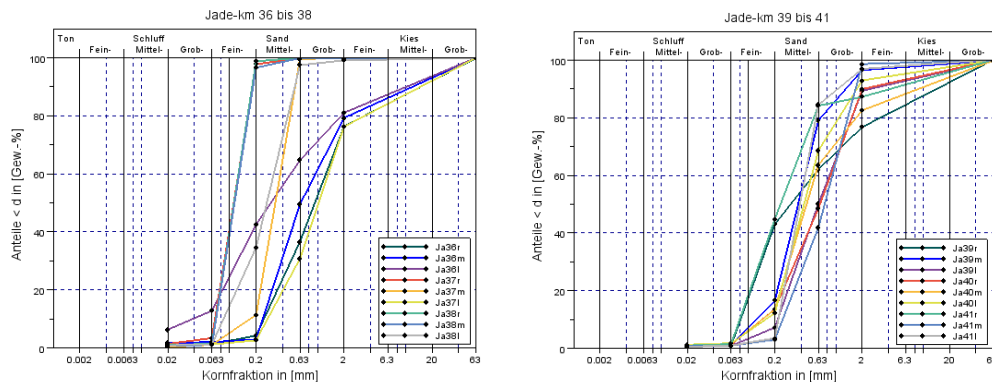 Jade-km 36 bis 38
Ton Schluff Sand Kies
Fein- Mittel- Grob- Fein- Mittel- Grob- Fein- Mittel- Grob-
Anteile < d in [Gew.-%]
100
80
60
40
20
0
0.002 0.0063 0.02 0.063 0.2 0.63 2 6.3 20 63
Kornfraktion in [mm]
Ja36r
Ja36m
Ja36l
Ja37r
Ja37m
Ja37l
Ja38r
Ja38m
Ja38l
Jade-km 39 bis 41
Ton Schluff Sand Kies
Fein- Mittel- Grob- Fein- Mittel- Grob- Fein- Mittel- Grob-
Anteile < d in [Gew.-%]
100
80
60
40
20
0
0.002 0.0063 0.02 0.063 0.2 0.63 2 6.3 20 63
Kornfraktion in [mm]
Ja39r
Ja39m
Ja39l
Ja40r
Ja40m
Ja40l
Ja41r
Ja41m
Ja41l